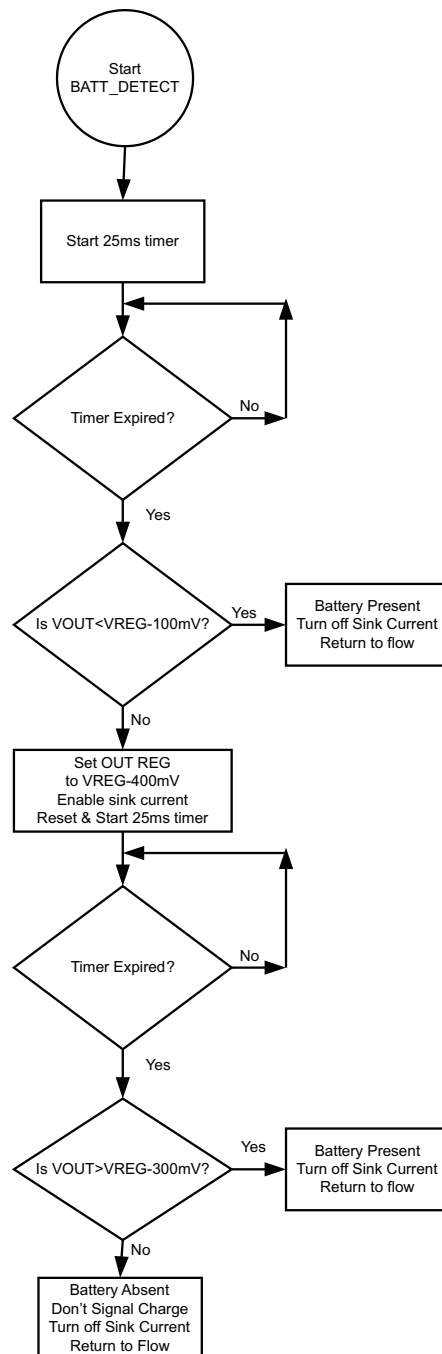 Start
BATT_DETECT
Start 25ms timer
Timer Expired?
No
Yes
Is VOUT<VREG-100mV?
Yes
Battery Present
Turn off Sink Current
Return to flow
No
Set OUT REG
to VREG-400mV
Enable sink current
Reset & Start 25ms timer
Timer Expired?
No
Yes
Is VOUT>VREG-300mV?
Yes
Battery Present
Turn off Sink Current
Return to flow
No
Battery Absent
Don't Signal Charge
Turn off Sink Current
Return to Flow